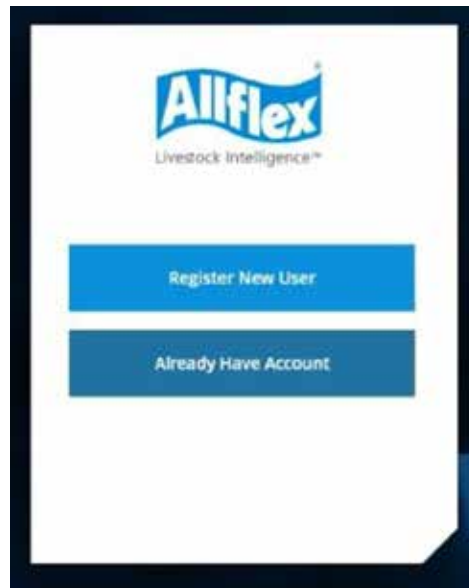 Allflex®
Livestock Intelligence™
Register New User
Already Have Account